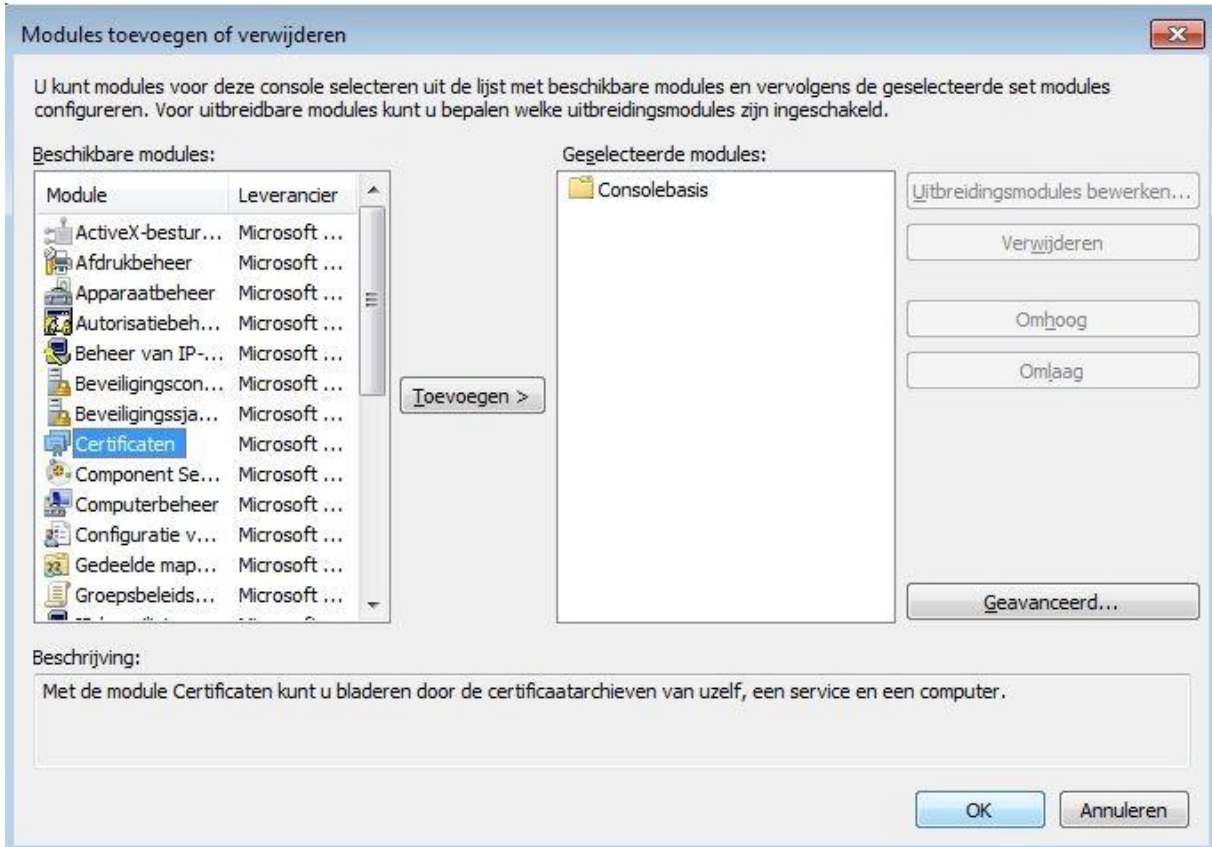 Modules toevoegen of verwijderen
U kunt modules voor deze console selecteren uit de lijst met beschikbare modules en vervolgens de geselecteerde set modules
configureren. Voor uitbreidbare modules kunt u bepalen welke uitbreidingsmodules zijn ingeschakeld.
Beschikbare modules:
Module Leverancier
ActiveX-bestur... Microsoft ...
Afdrukbeheer Microsoft ...
Apparaatbeheer Microsoft ...
Autorisatiebeh... Microsoft ...
Beheer van IP-... Microsoft ...
Beveiligingscon... Microsoft ...
Beveiligingssja... Microsoft ...
Certificaten Microsoft ...
Component Se... Microsoft ...
Computerbeheer Microsoft ...
Configuratie v... Microsoft ...
Gedeelde map... Microsoft ...
Groepsbeleids... Microsoft ...
Toevoegen >
Geselecteerde modules:
Consolebasis
Uitbreidingsmodules bewerken...
Verwijderen
Omhoog
Omlaag
Geavanceerd...
Beschrijving:
Met de module Certificaten kunt u bladeren door de certificaatarchieven van uzelf, een service en een computer.
OK Annuleren